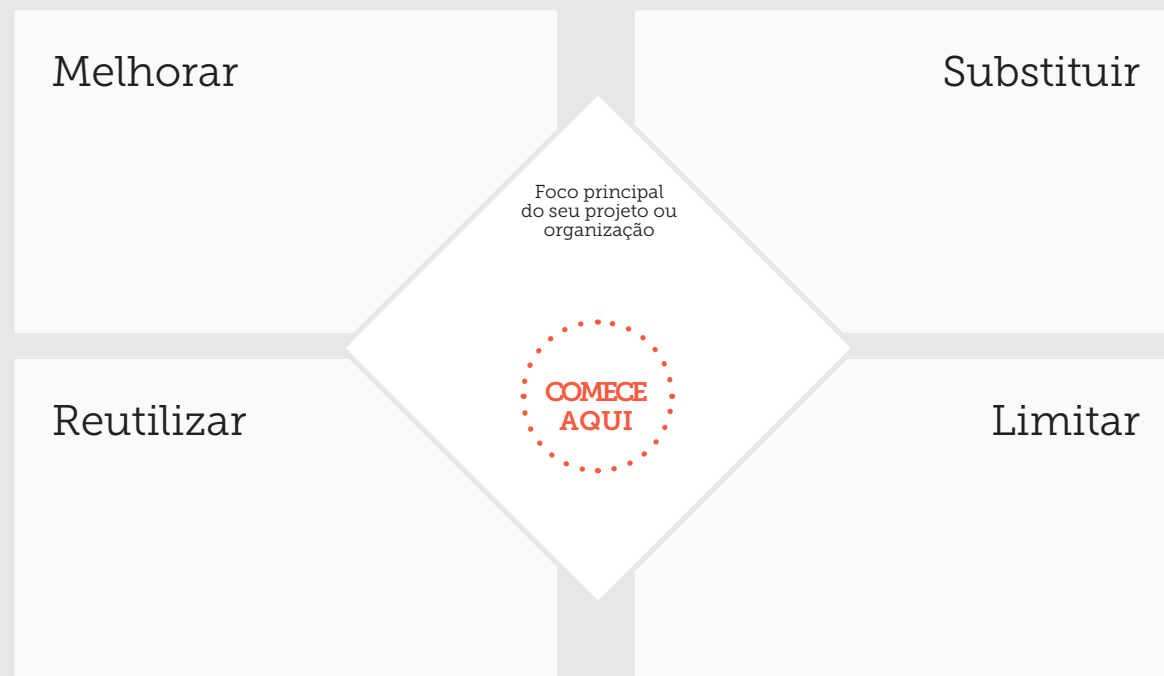 Melhorar
Substituir
Foco principal
do seu projeto ou
organização
COMECE
AQUI
Reutilizar
Limitar